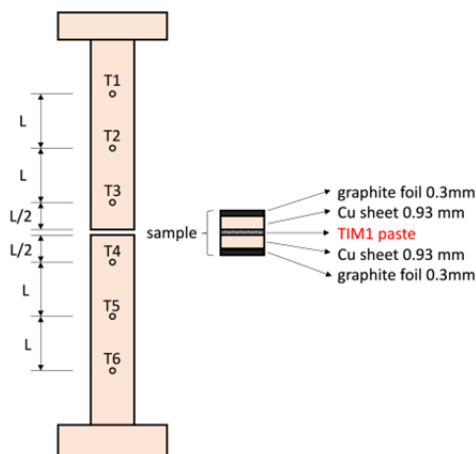 T1
L
T2
L
T3
L/2
L/2
T4
L
T5
L
T6
sample
graphite foil 0.3mm
Cu sheet 0.93 mm
TIM1 paste
Cu sheet 0.93 mm
graphite foil 0.3mm